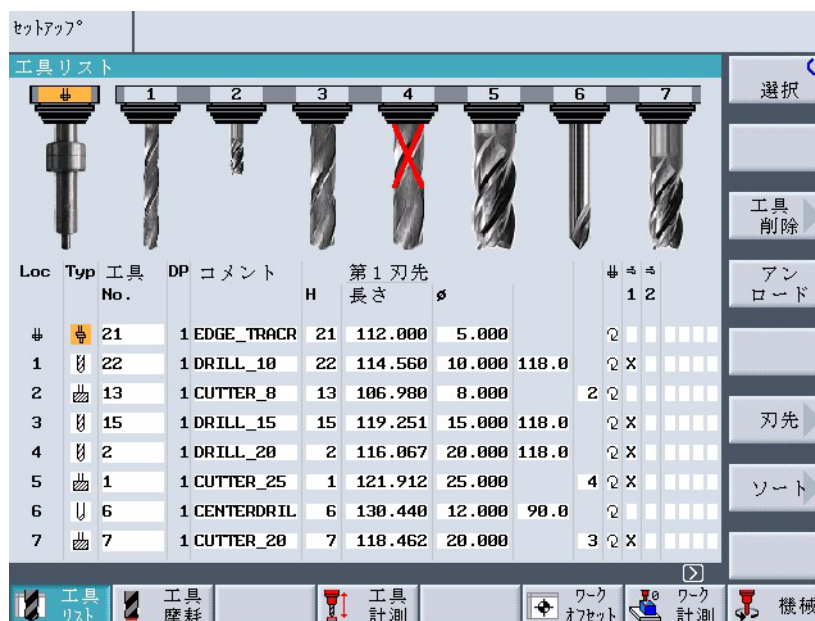 セットアップ
工具リスト
1 2 3 4 5 6 7
Loc Typ 工具 No. DP コメント H 第1刃先 長さ ø 1 2
21 1 EDGE_TRACR 21 112.000 5.000
1 22 1 DRILL_10 22 114.560 10.000 118.0 X
2 13 1 CUTTER_8 13 106.980 8.000 2
3 15 1 DRILL_15 15 119.251 15.000 118.0 X
4 2 1 DRILL_20 2 116.067 20.000 118.0 X
5 1 1 CUTTER_25 1 121.912 25.000 4 X
6 6 1 CENTERDRIL 6 130.440 12.000 90.0
7 7 1 CUTTER_20 7 118.462 20.000 3 X
選択
工具
削除
アン
ロード
刃先
ソート
工具
リスト
工具
摩耗
工具
計測
ワーク
オフセット
ワーク
計測
機械